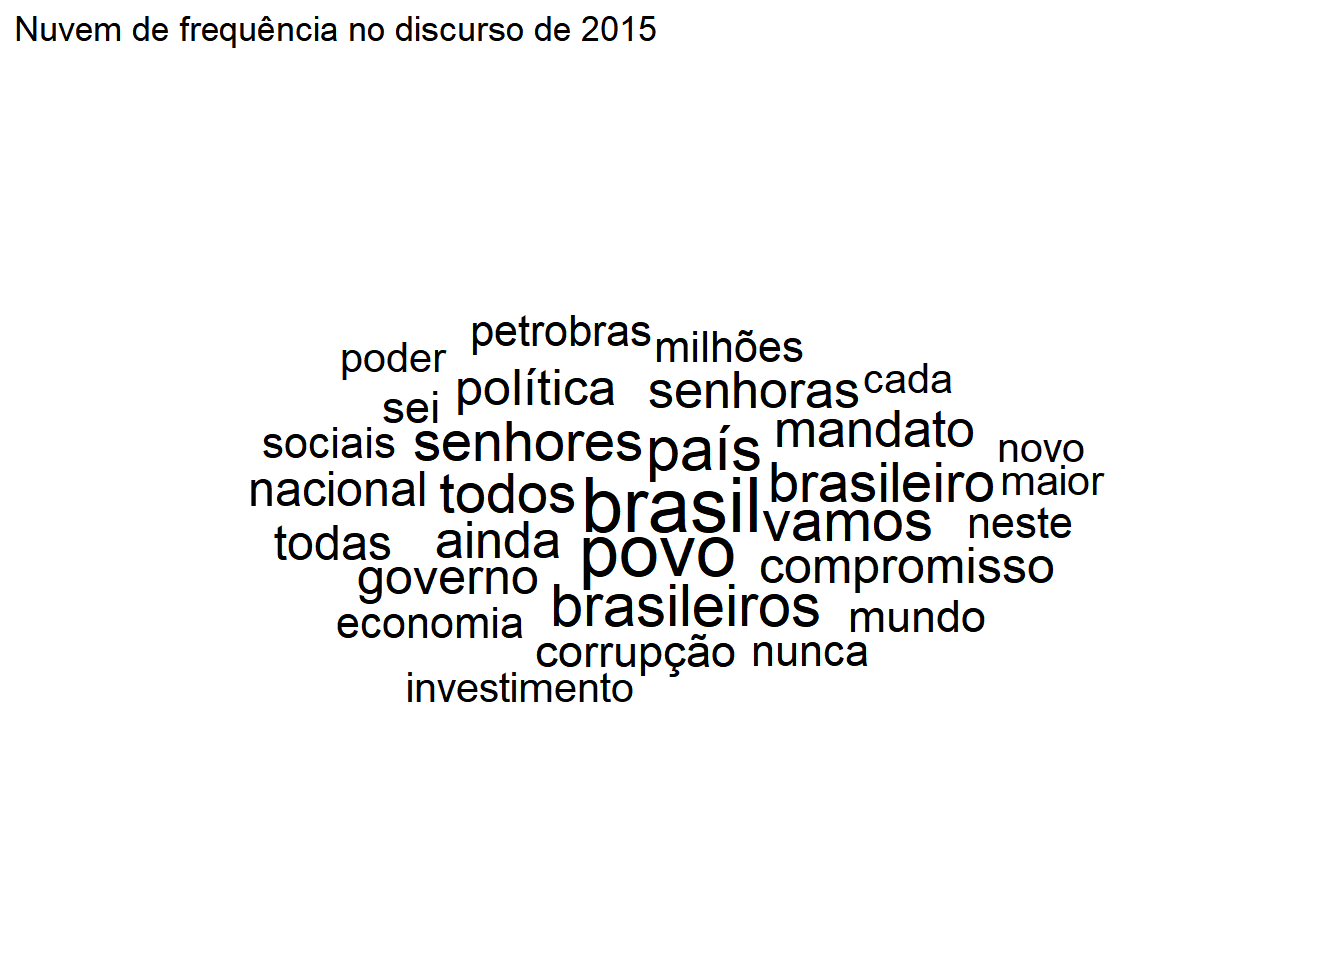 Nuvem de frequência no discurso de 2015
petrobras
milhões
poder
cada
política
senhoras
sei
mandato
sociais
senhores
país
novo
nacional
todos
brasil
brasileiro
maior
vamos
neste
todas
ainda
povo
compromisso
governo
brasileiros
mundo
economia
corrupção
nunca
investimento